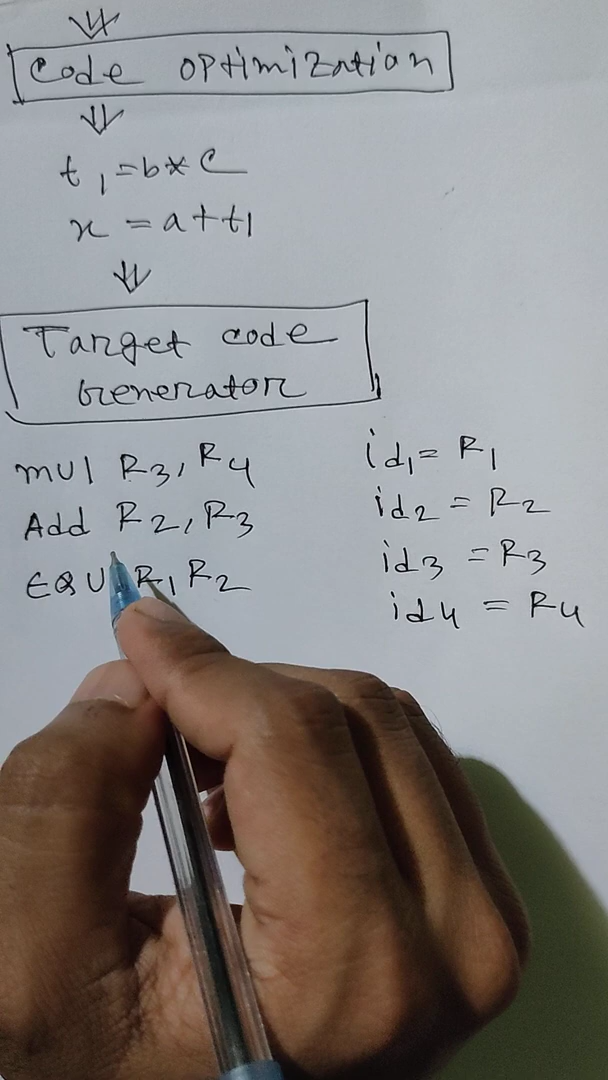 Code optimization
t1 = b * c
x = a + t1
Target code
Generator
mul R3, R4
Add R2, R3
EQU R1 R2
id1 = R1
id2 = R2
id3 = R3
id4 = R4